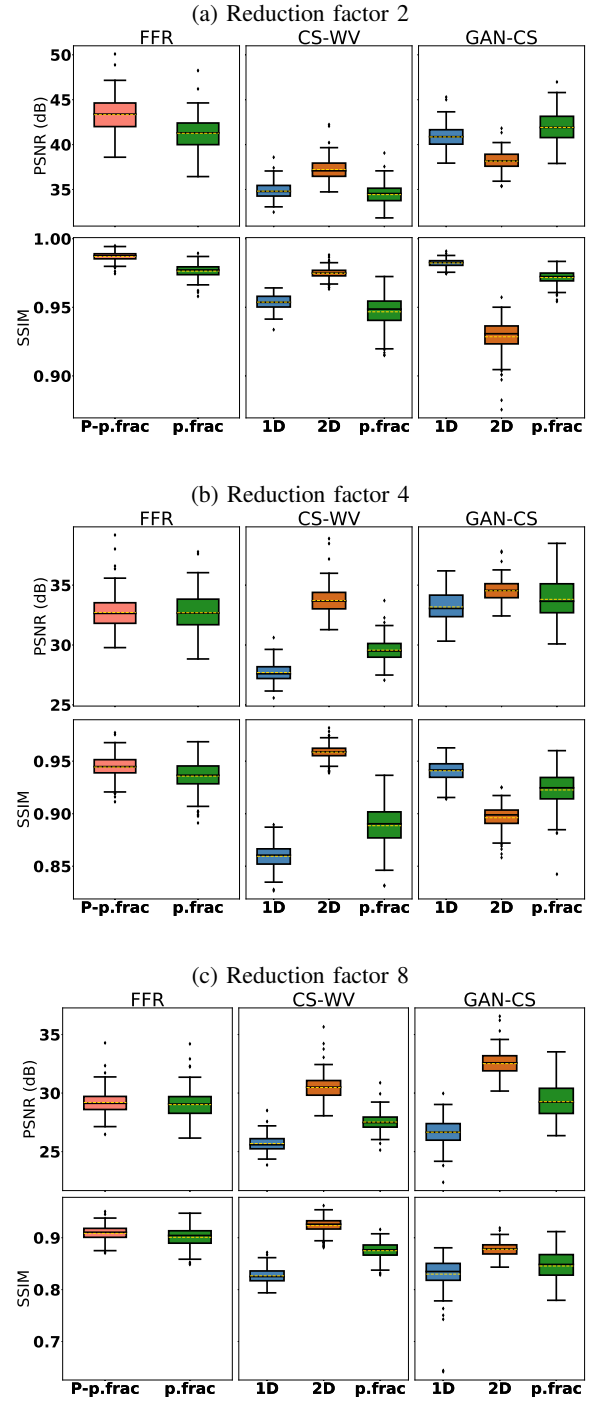 (a) Reduction factor 2
FFR CS-WV GAN-CS
PSNR (dB)
50
45
40
35
SSIM
1.00
0.95
0.90
P-p.frac p.frac 1D 2D p.frac 1D 2D p.frac
(b) Reduction factor 4
FFR CS-WV GAN-CS
PSNR (dB)
35
30
25
SSIM
0.95
0.90
0.85
P-p.frac p.frac 1D 2D p.frac 1D 2D p.frac
(c) Reduction factor 8
FFR CS-WV GAN-CS
PSNR (dB)
35
30
25
SSIM
0.9
0.8
0.7
P-p.frac p.frac 1D 2D p.frac 1D 2D p.frac